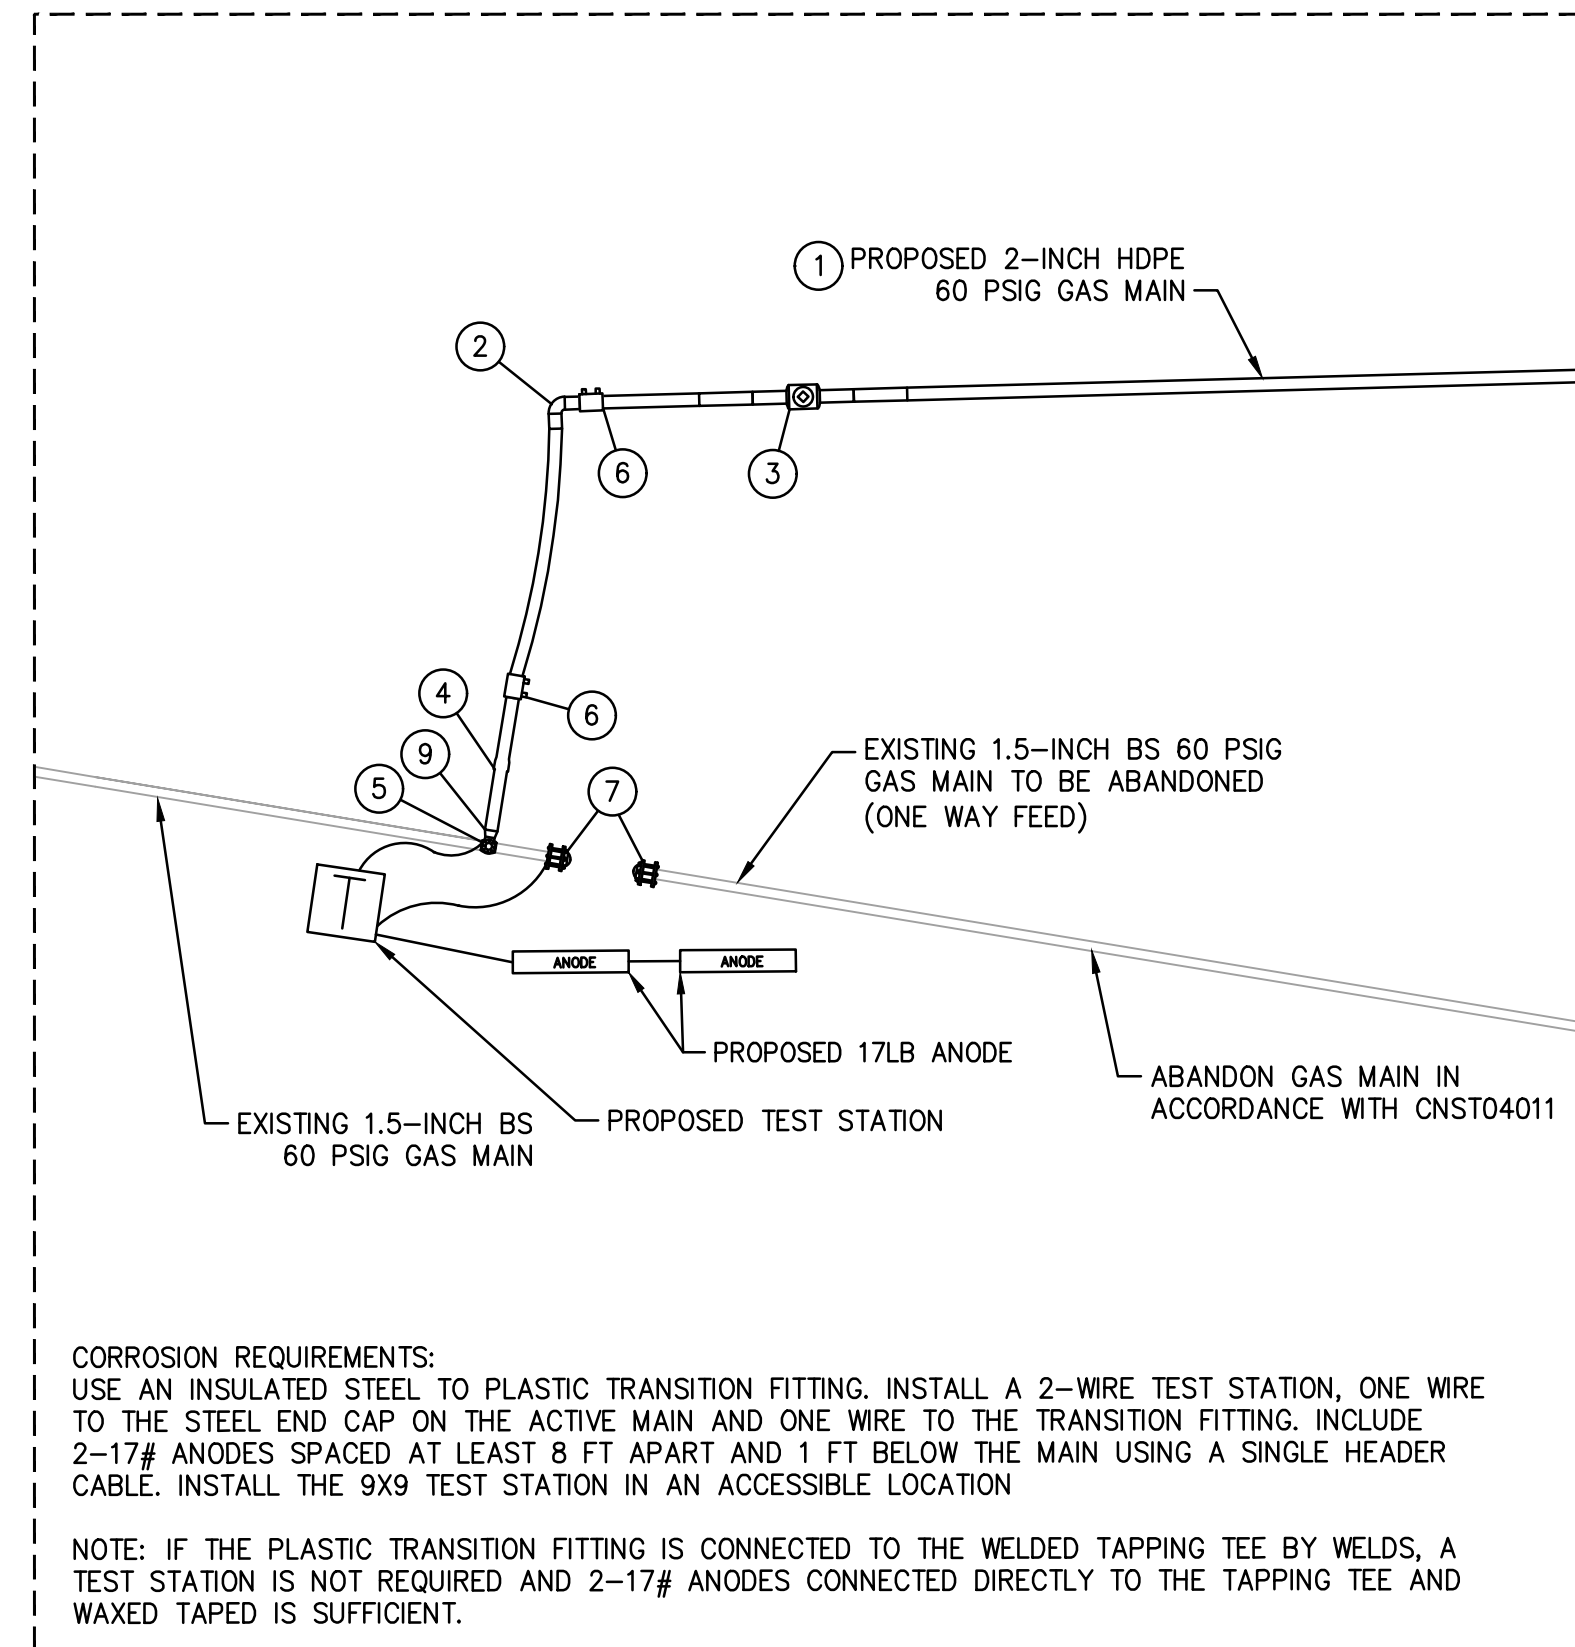 1 PROPOSED 2-INCH HDPE
60 PSIG GAS MAIN
2
6
3
4
6
9
5
7
EXISTING 1.5-INCH BS 60 PSIG
GAS MAIN TO BE ABANDONED
(ONE WAY FEED)
T
ANODE
ANODE
PROPOSED 17LB ANODE
ABANDON GAS MAIN IN
ACCORDANCE WITH CNST04011
EXISTING 1.5-INCH BS
60 PSIG GAS MAIN
PROPOSED TEST STATION
CORROSION REQUIREMENTS:
USE AN INSULATED STEEL TO PLASTIC TRANSITION FITTING. INSTALL A 2-WIRE TEST STATION, ONE WIRE
TO THE STEEL END CAP ON THE ACTIVE MAIN AND ONE WIRE TO THE TRANSITION FITTING. INCLUDE
2-17# ANODES SPACED AT LEAST 8 FT APART AND 1 FT BELOW THE MAIN USING A SINGLE HEADER
CABLE. INSTALL THE 9X9 TEST STATION IN AN ACCESSIBLE LOCATION
NOTE: IF THE PLASTIC TRANSITION FITTING IS CONNECTED TO THE WELDED TAPPING TEE BY WELDS, A
TEST STATION IS NOT REQUIRED AND 2-17# ANODES CONNECTED DIRECTLY TO THE TAPPING TEE AND
WAXED TAPED IS SUFFICIENT.